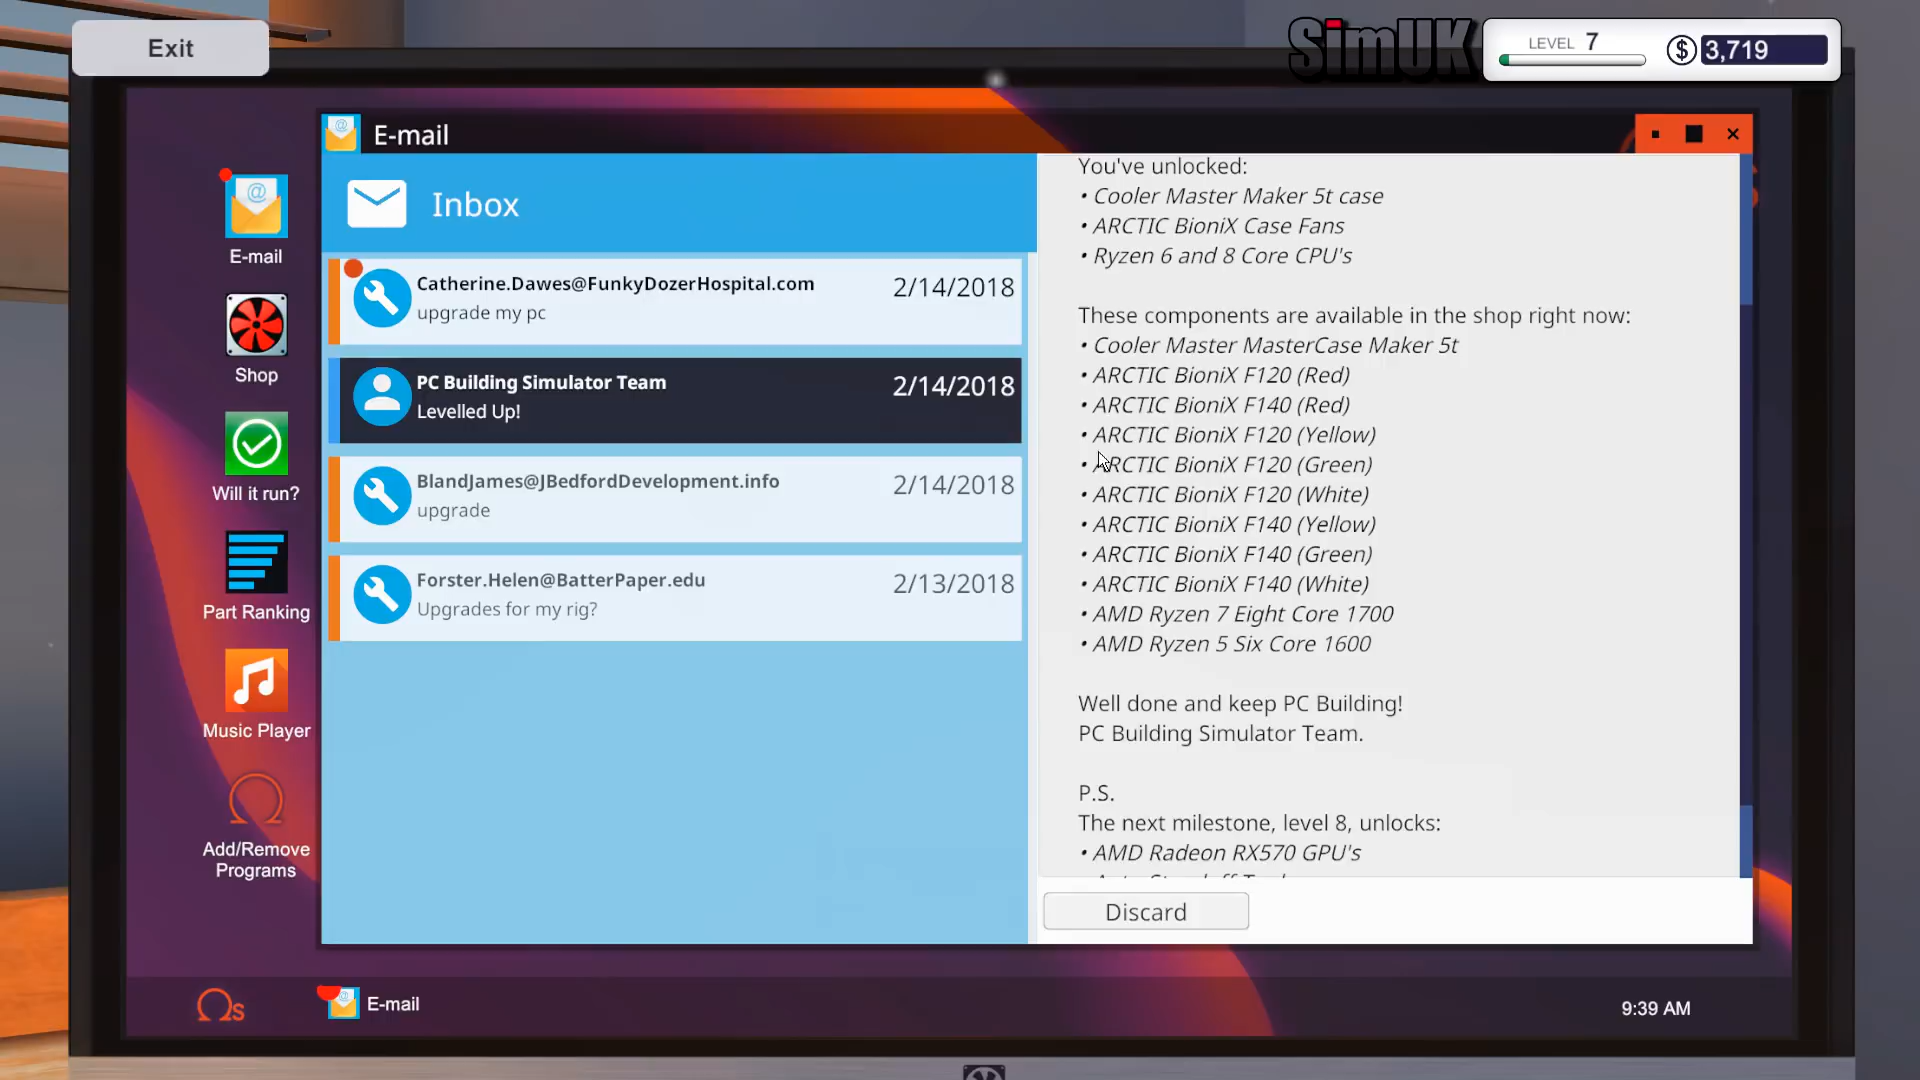 Exit
SimUK
LEVEL 7
$ 3,719
E-mail
E-mail
Shop
Will it run?
Part Ranking
Music Player
Add/Remove
Programs
Inbox
Catherine.Dawes@FunkyDozerHospital.com
2/14/2018
upgrade my pc
PC Building Simulator Team
2/14/2018
Levelled Up!
BlandJames@JBedfordDevelopment.info
2/14/2018
upgrade
Forster.Helen@BatterPaper.edu
2/13/2018
Upgrades for my rig?
You've unlocked:
• Cooler Master Maker 5t case
• ARCTIC BioniX Case Fans
• Ryzen 6 and 8 Core CPU's
These components are available in the shop right now:
• Cooler Master MasterCase Maker 5t
• ARCTIC BioniX F120 (Red)
• ARCTIC BioniX F140 (Red)
• ARCTIC BioniX F120 (Yellow)
• ARCTIC BioniX F120 (Green)
• ARCTIC BioniX F120 (White)
• ARCTIC BioniX F140 (Yellow)
• ARCTIC BioniX F140 (Green)
• ARCTIC BioniX F140 (White)
• AMD Ryzen 7 Eight Core 1700
• AMD Ryzen 5 Six Core 1600
Well done and keep PC Building!
PC Building Simulator Team.
P.S.
The next milestone, level 8, unlocks:
• AMD Radeon RX570 GPU's
Discard
Ωs
E-mail
9:39 AM